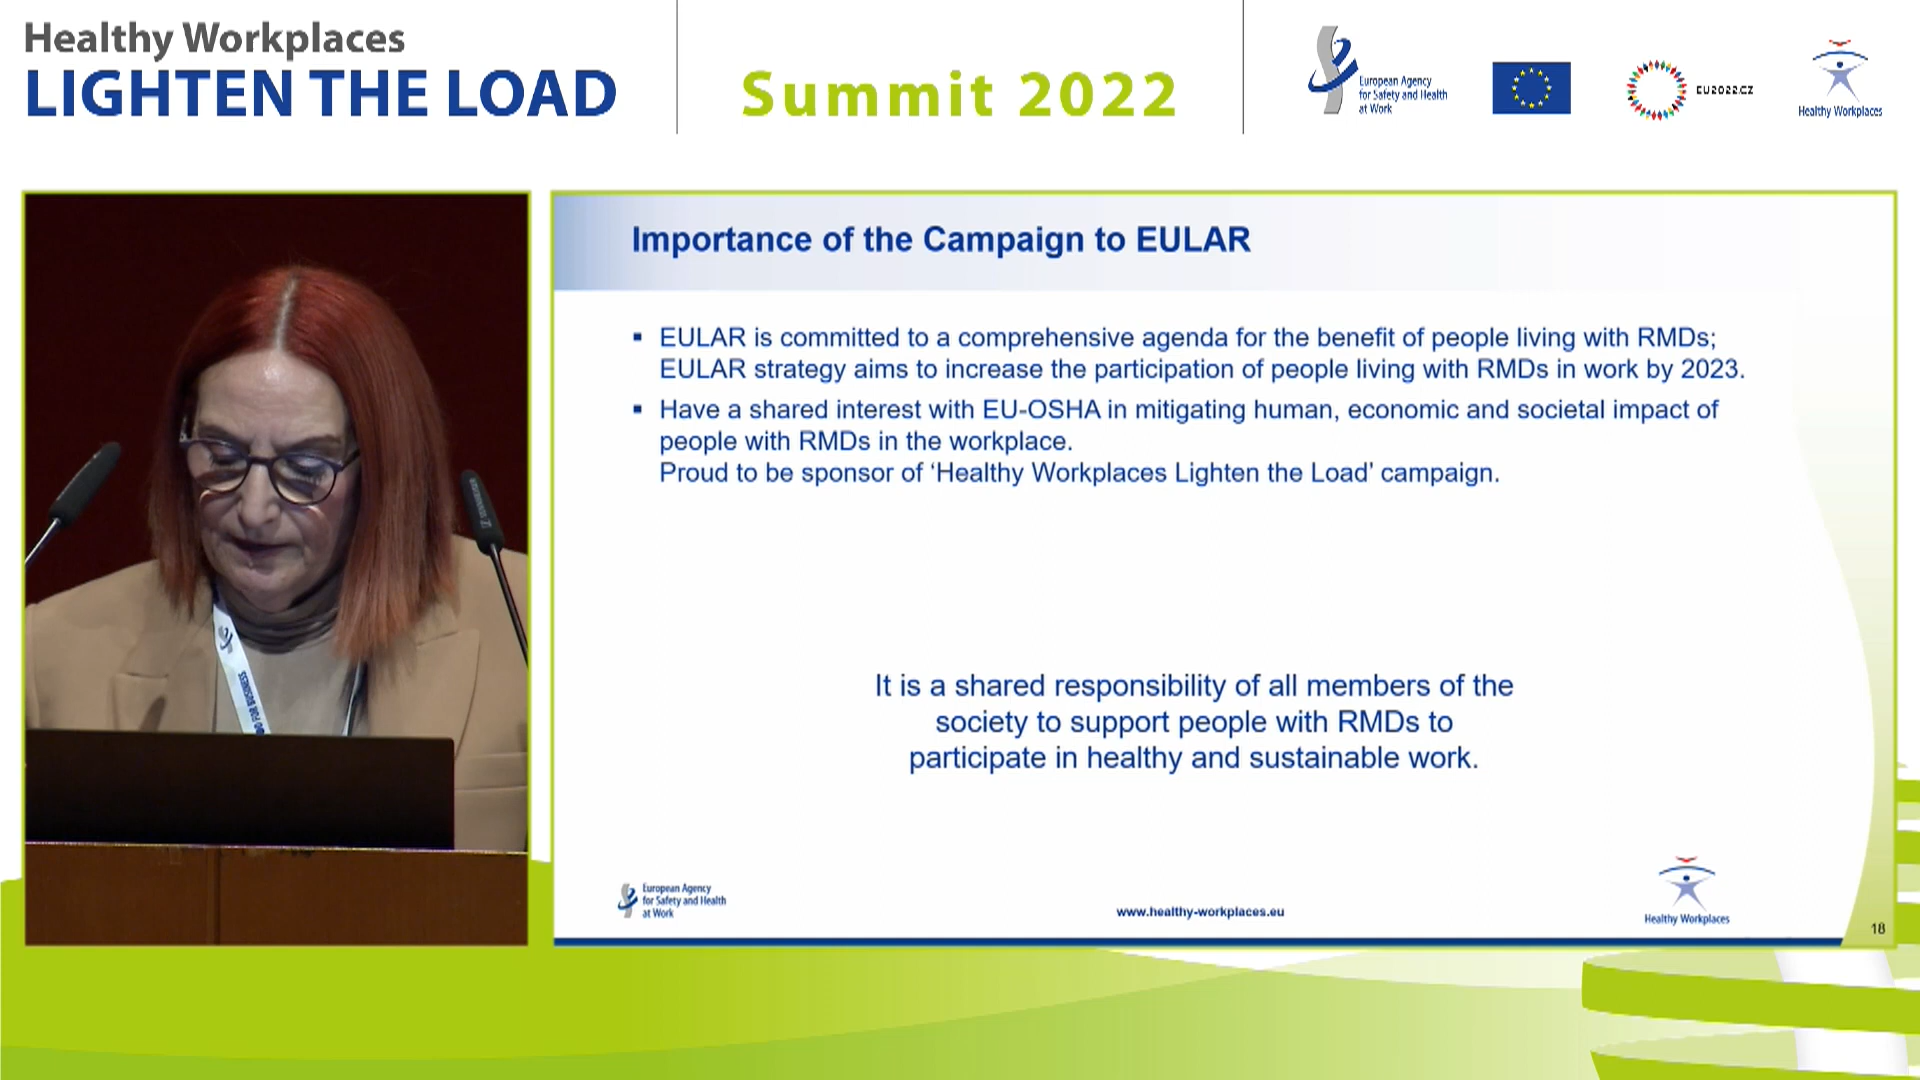 Healthy Workplaces
LIGHTEN THE LOAD
Summit 2022
European Agency
for Safety and Health
at Work
EU2022.CZ
Healthy Workplaces
Importance of the Campaign to EULAR
▪ EULAR is committed to a comprehensive agenda for the benefit of people living with RMDs;
EULAR strategy aims to increase the participation of people living with RMDs in work by 2023.
▪ Have a shared interest with EU-OSHA in mitigating human, economic and societal impact of
people with RMDs in the workplace.
Proud to be sponsor of ‘Healthy Workplaces Lighten the Load’ campaign.
It is a shared responsibility of all members of the
society to support people with RMDs to
participate in healthy and sustainable work.
European Agency
for Safety and Health
at Work
www.healthy-workplaces.eu
Healthy Workplaces
18
FOR BUSINESS